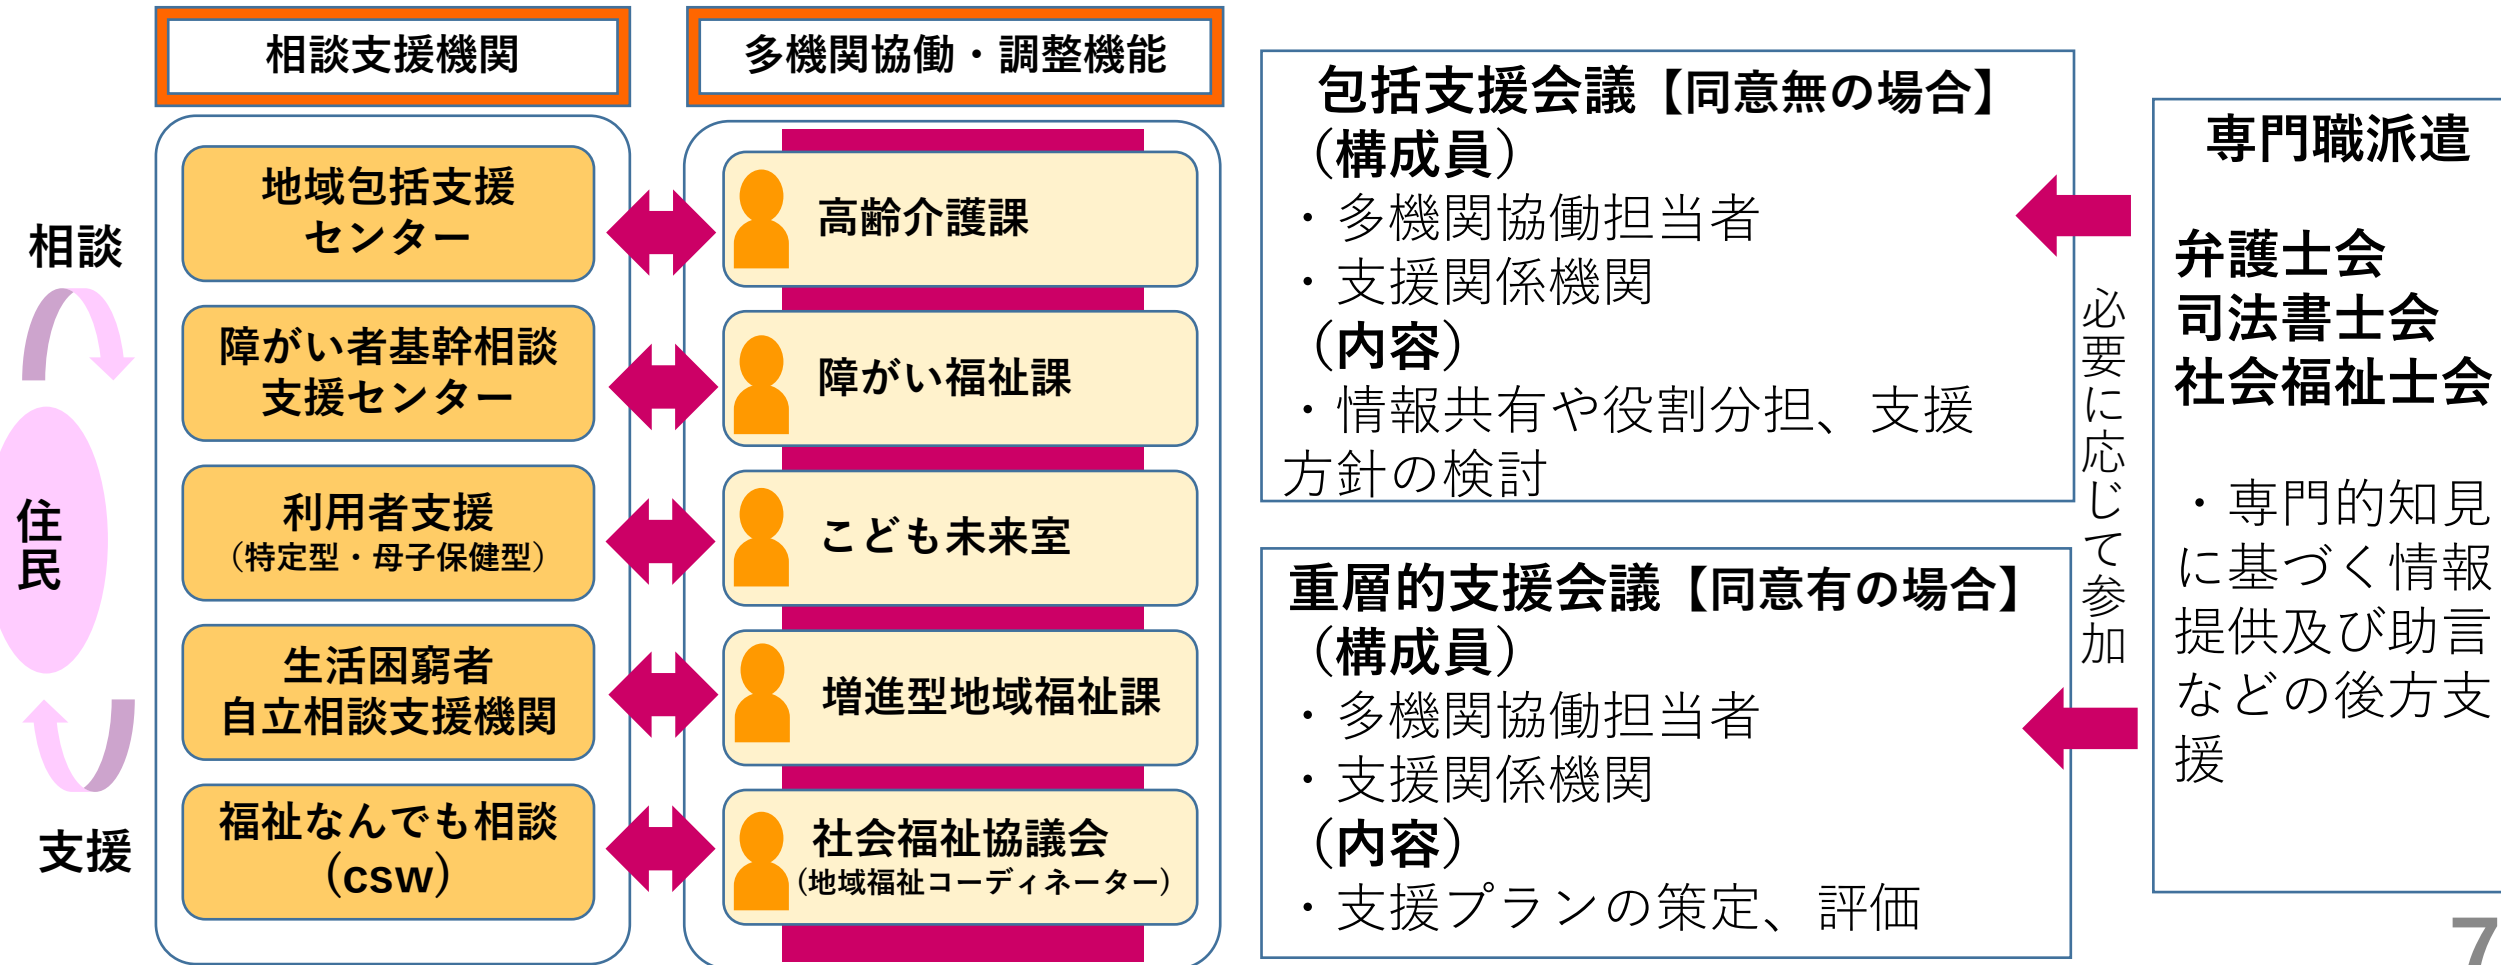 相談支援機関
多機関協働・調整機能
相談
住
民
支援
地域包括支援
センター
障がい者基幹相談
支援センター
利用者支援
（特定型・母子保健型）
生活困窮者
自立相談支援機関
福祉なんでも相談
（csw）
高齢介護課
障がい福祉課
こども未来室
増進型地域福祉課
社会福祉協議会
（地域福祉コーディネーター）
包括支援会議【同意無の場合】
（構成員）
・多機関協働担当者
・支援関係機関
（内容）
・情報共有や役割分担、支援
方針の検討
重層的支援会議【同意有の場合】
（構成員）
・多機関協働担当者
・支援関係機関
（内容）
・支援プランの策定、評価
必要に応じて参加
専門職派遣
弁護士会
司法書士会
社会福祉士会
・専門的知見
に基づく情報
提供及び助言
などの後方支
援
7